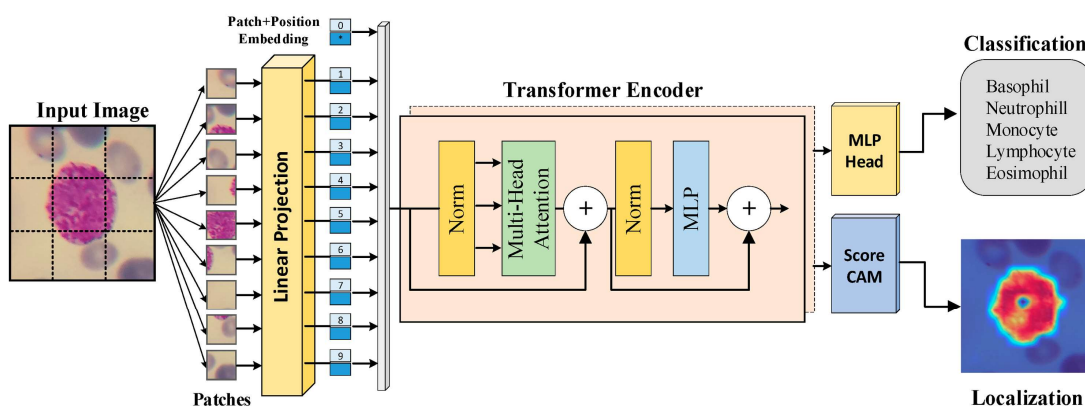 Input Image
Patches
Linear Projection
Patch+Position
Embedding
0
*
1
2
3
4
5
6
7
8
9
Transformer Encoder
Norm
Multi-Head
Attention
+
Norm
MLP
+
MLP
Head
Score
CAM
Classification
Basophil
Neutrophill
Monocyte
Lymphocyte
Eosimophil
Localization